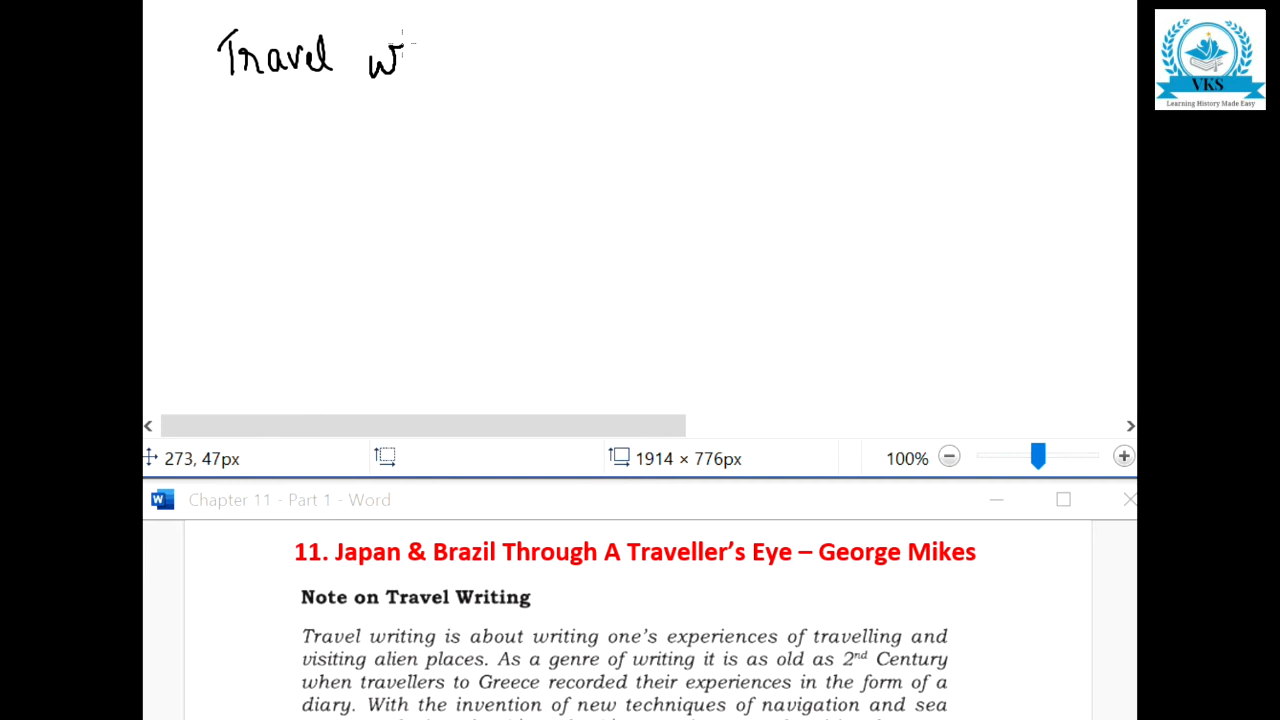 Travel w
VKS
Learning History Made Easy
273, 47px
1914 × 776px
100%
Chapter 11 - Part 1 - Word
11. Japan & Brazil Through A Traveller's Eye – George Mikes
Note on Travel Writing
Travel writing is about writing one's experiences of travelling and
visiting alien places. As a genre of writing it is as old as 2nd Century
when travellers to Greece recorded their experiences in the form of a
diary. With the invention of new techniques of navigation and sea